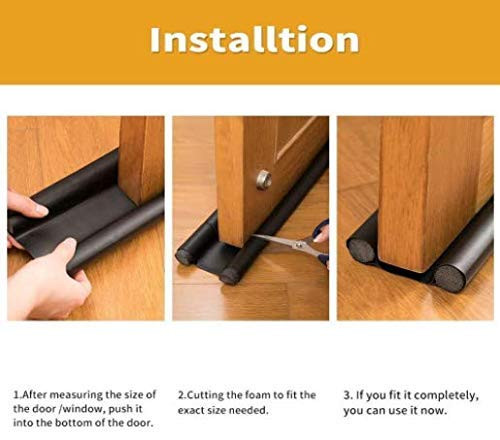 Installtion
1.After measuring the size of
the door /window, push it
into the bottom of the door.
2.Cutting the foam to fit the
exact size needed.
3. If you fit it completely,
you can use it now.